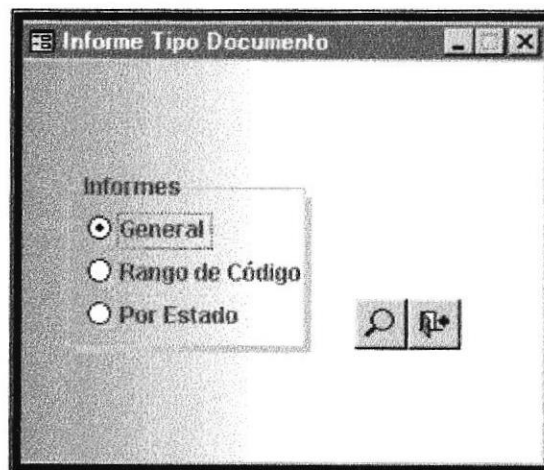 Informe Tipo Documento
Informes
General
Rango de Código
Por Estado